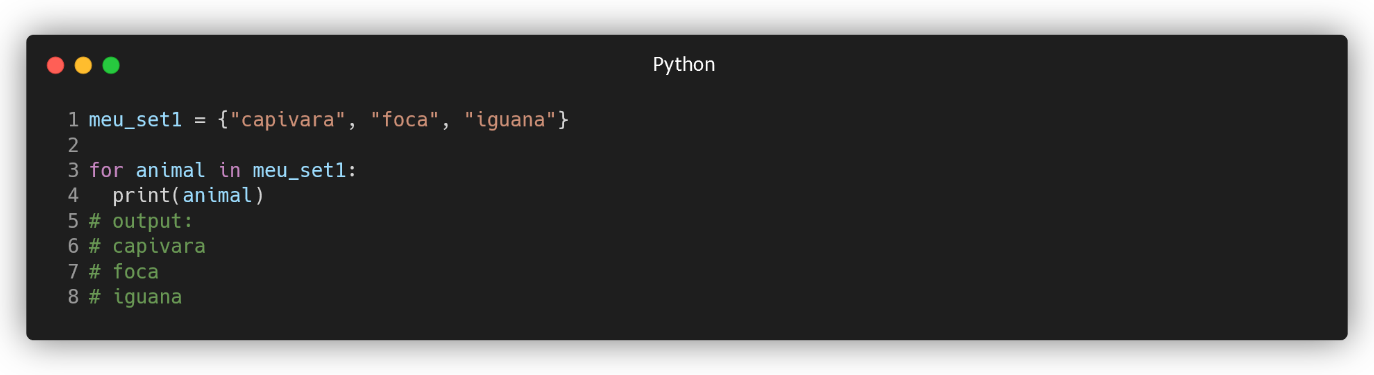 Python
1 meu_set1 = {"capivara", "foca", "iguana"}
2
3 for animal in meu_set1:
4   print(animal)
5 # output:
6 # capivara
7 # foca
8 # iguana